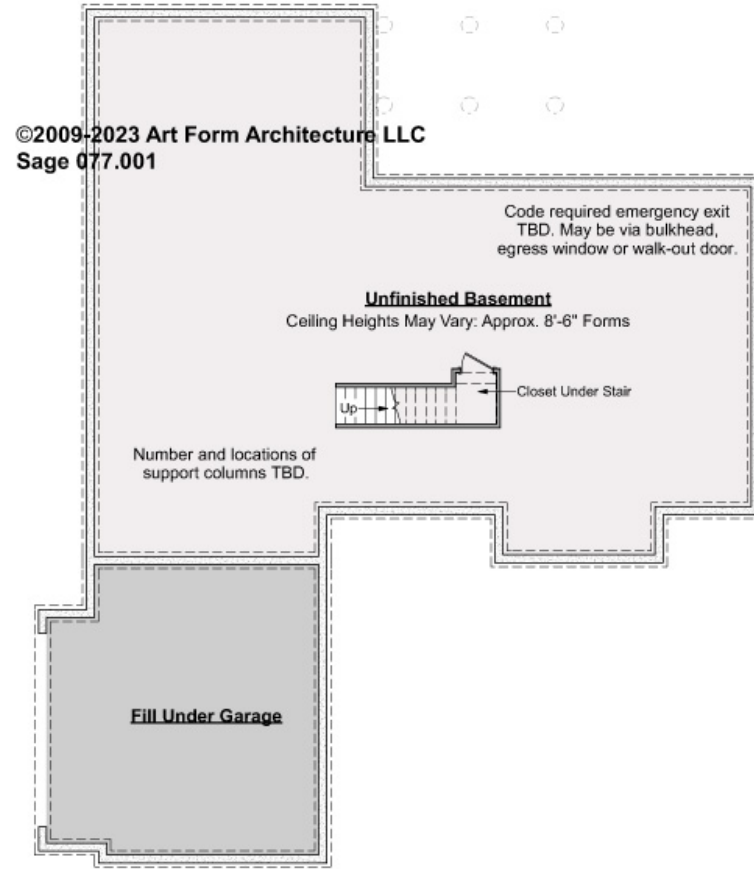 ©2009-2023 Art Form Architecture LLC
Sage 077.001
Code required emergency exit
TBD. May be via bulkhead,
egress window or walk-out door.
Unfinished Basement
Ceiling Heights May Vary: Approx. 8'-6" Forms
Closet Under Stair
Up
Number and locations of
support columns TBD.
Fill Under Garage